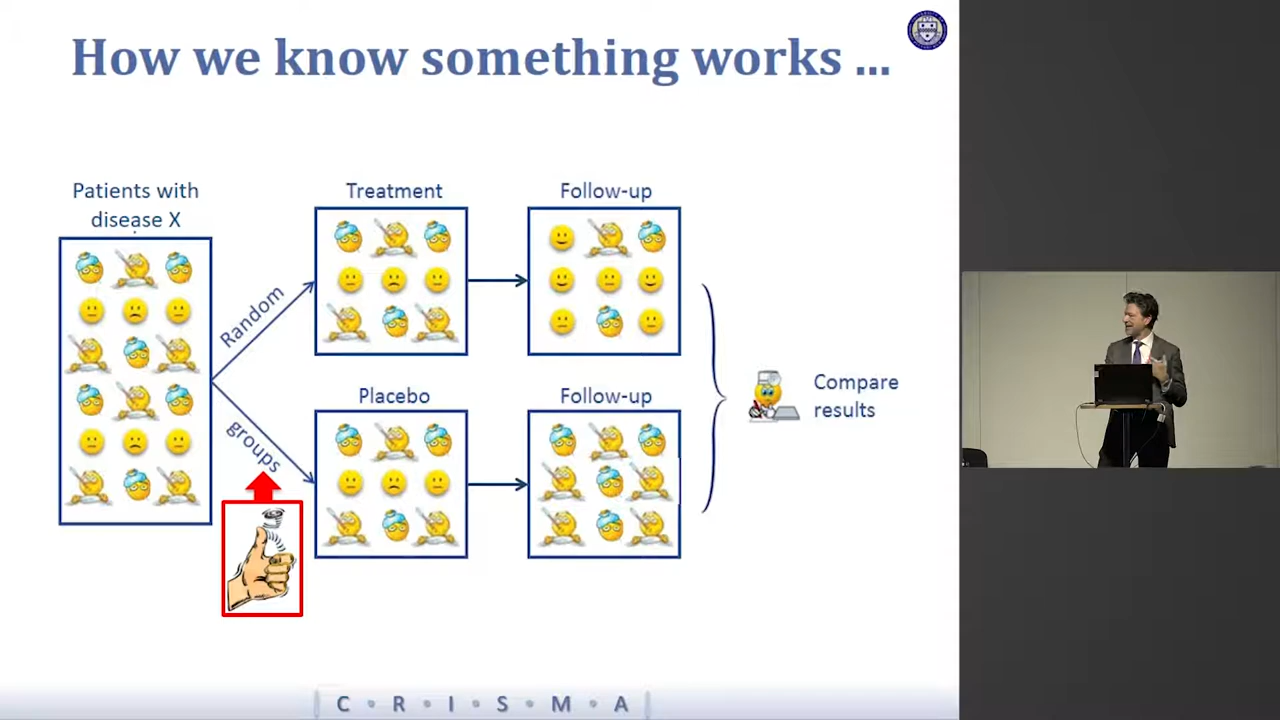 How we know something works ...
Patients with
disease X
Treatment
Follow-up
Random
groups
Placebo
Follow-up
Compare
results
C • R • I • S • M • A